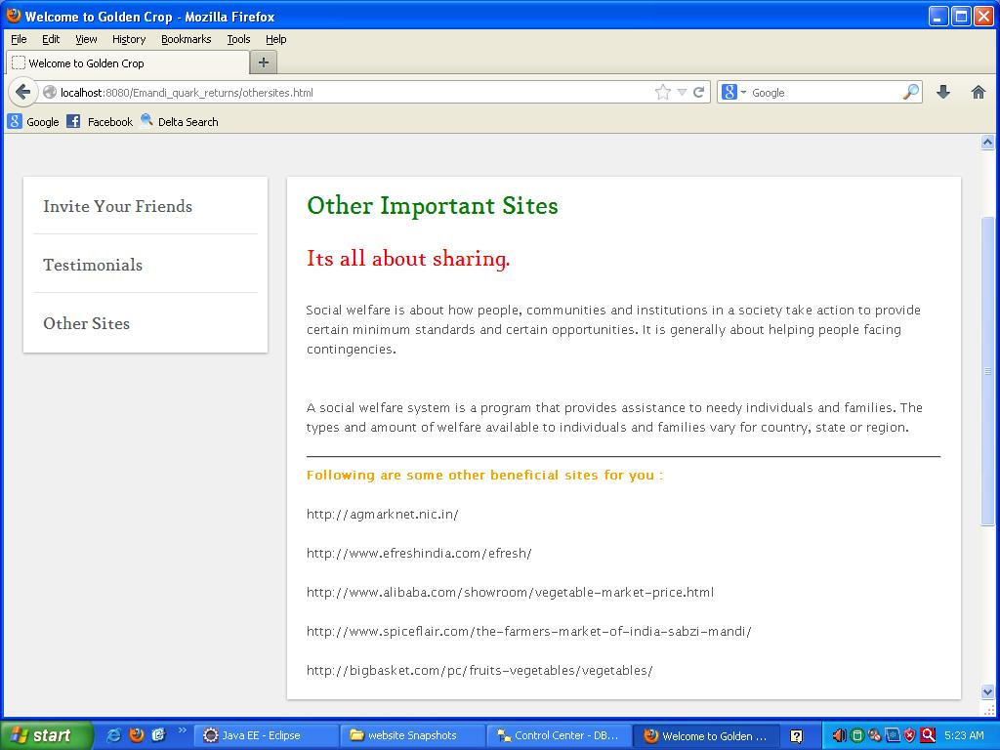 Welcome to Golden Crop - Mozilla Firefox
File Edit View History Bookmarks Tools Help
Welcome to Golden Crop
localhost:8080/Emandi_quark_returns/othersites.html
Google
Google Facebook Delta Search
Invite Your Friends
Testimonials
Other Sites
Other Important Sites
Its all about sharing.
Social welfare is about how people, communities and institutions in a society take action to provide
certain minimum standards and certain opportunities. It is generally about helping people facing
contingencies.
A social welfare system is a program that provides assistance to needy individuals and families. The
types and amount of welfare available to individuals and families vary for country, state or region.
Following are some other beneficial sites for you :
http://agmarknet.nic.in/
http://www.efreshindia.com/efresh/
http://www.alibaba.com/showroom/vegetable-market-price.html
http://www.spiceflair.com/the-farmers-market-of-india-sabzi-mandi/
http://bigbasket.com/pc/fruits-vegetables/vegetables/
start Java EE - Eclipse website Snapshots Control Center - DB... Welcome to Golden ... 5:23 AM